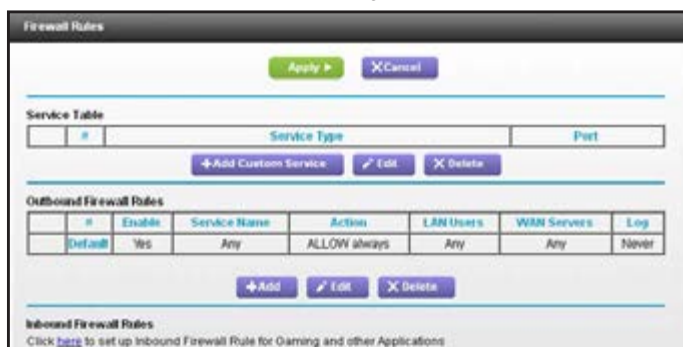 Firewall Rules
Apply ▶ X Cancel
Service Table
# Service Type Port
+Add Custom Service Edit X Delete
Outbound Firewall Rules
# Enable Service Name Action LAN Users WAN Servers Log
Default Yes Any ALLOW always Any Any Never
+Add Edit X Delete
Inbound Firewall Rules
Click here to set up Inbound Firewall Rule for Gaming and other Applications